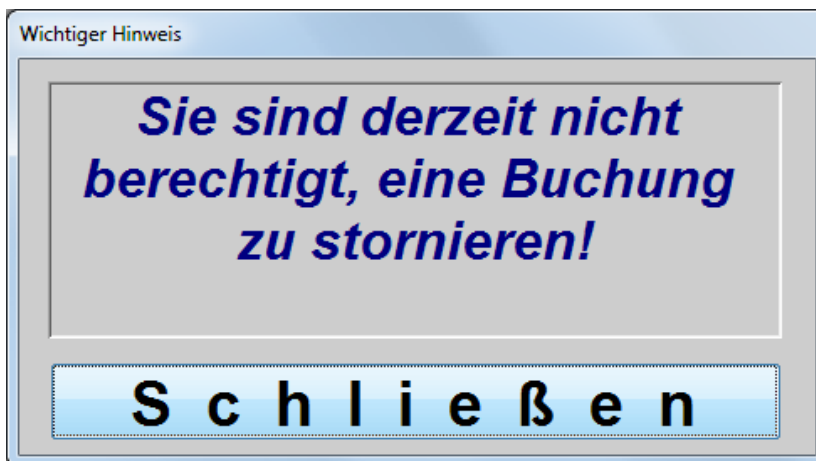 Wichtiger Hinweis
Sie sind derzeit nicht
berechtigt, eine Buchung
zu stornieren!
S c h l i e ß e n